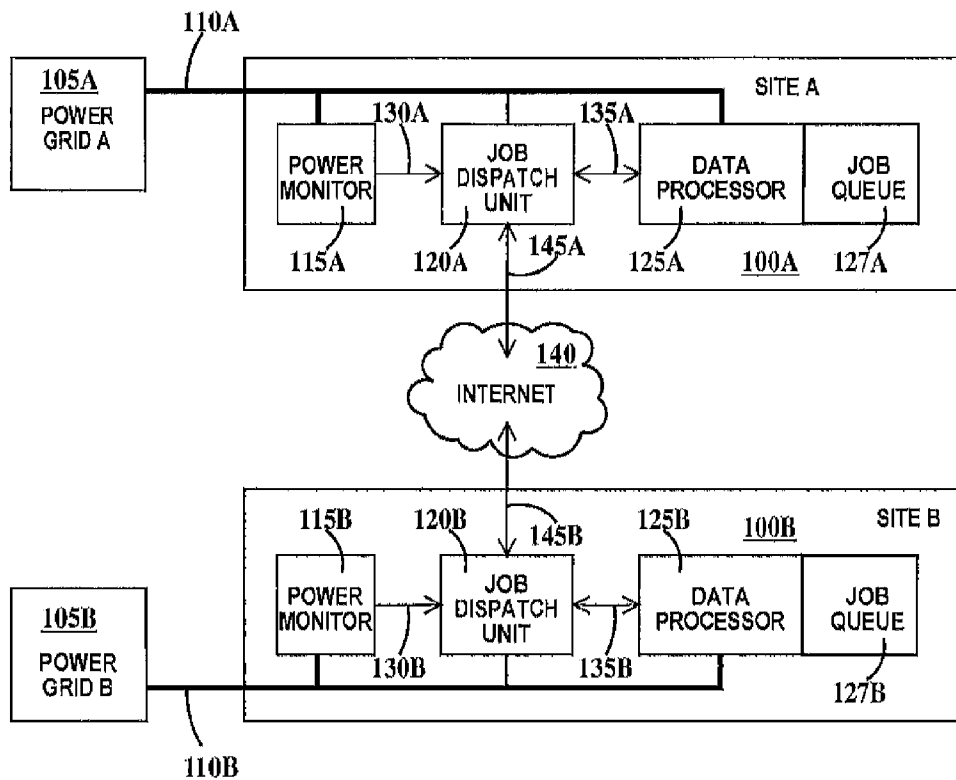 110A
105A
POWER
GRID A
SITE A
130A
135A
POWER
MONITOR
JOB
DISPATCH
UNIT
DATA
PROCESSOR
JOB
QUEUE
115A
120A
145A
125A
100A
127A
140
INTERNET
115B
120B
145B
125B
100B
SITE B
105B
POWER
GRID B
POWER
MONITOR
JOB
DISPATCH
UNIT
DATA
PROCESSOR
JOB
QUEUE
130B
135B
127B
110B